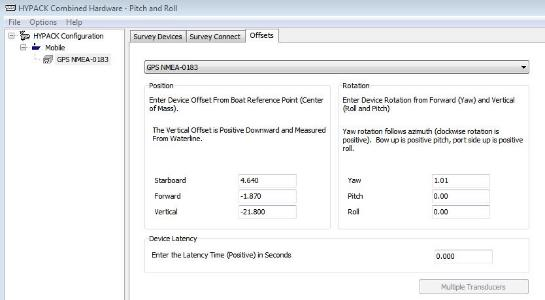 HYPACK Combined Hardware - Pitch and Roll
File Options Help
HYPACK Configuration
Mobile
GPS NMEA-0183
Survey Devices Survey Connect Offsets
GPS NMEA-0183
Position
Enter Device Offset From Boat Reference Point (Center
of Mass).
The Vertical Offset is Positive Downward and Measured
From Waterline.
Starboard 4.640
Forward -1.870
Vertical -21.800
Rotation
Enter Device Rotation from Forward (Yaw) and Vertical
(Roll and Pitch)
Yaw rotation follows azimuth (clockwise rotation is
positive). Bow up is positive pitch, port side up is positive
roll.
Yaw 1.01
Pitch 0.00
Roll 0.00
Device Latency
Enter the Latency Time (Positive) in Seconds 0.000
Multiple Transducers